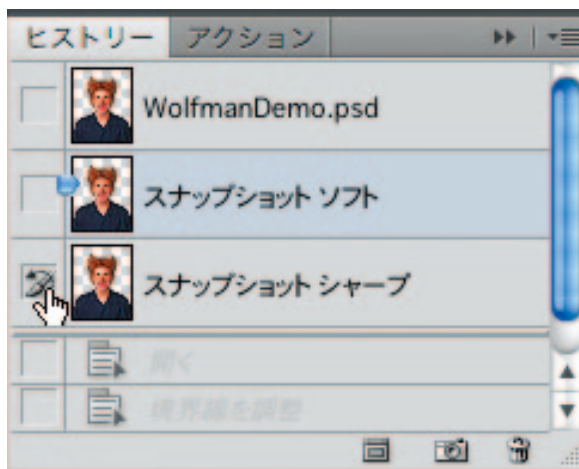 ヒストリー アクション
WolfmanDemo.psd
スナップショット ソフト
スナップショット シャープ
開く
境界線を調整